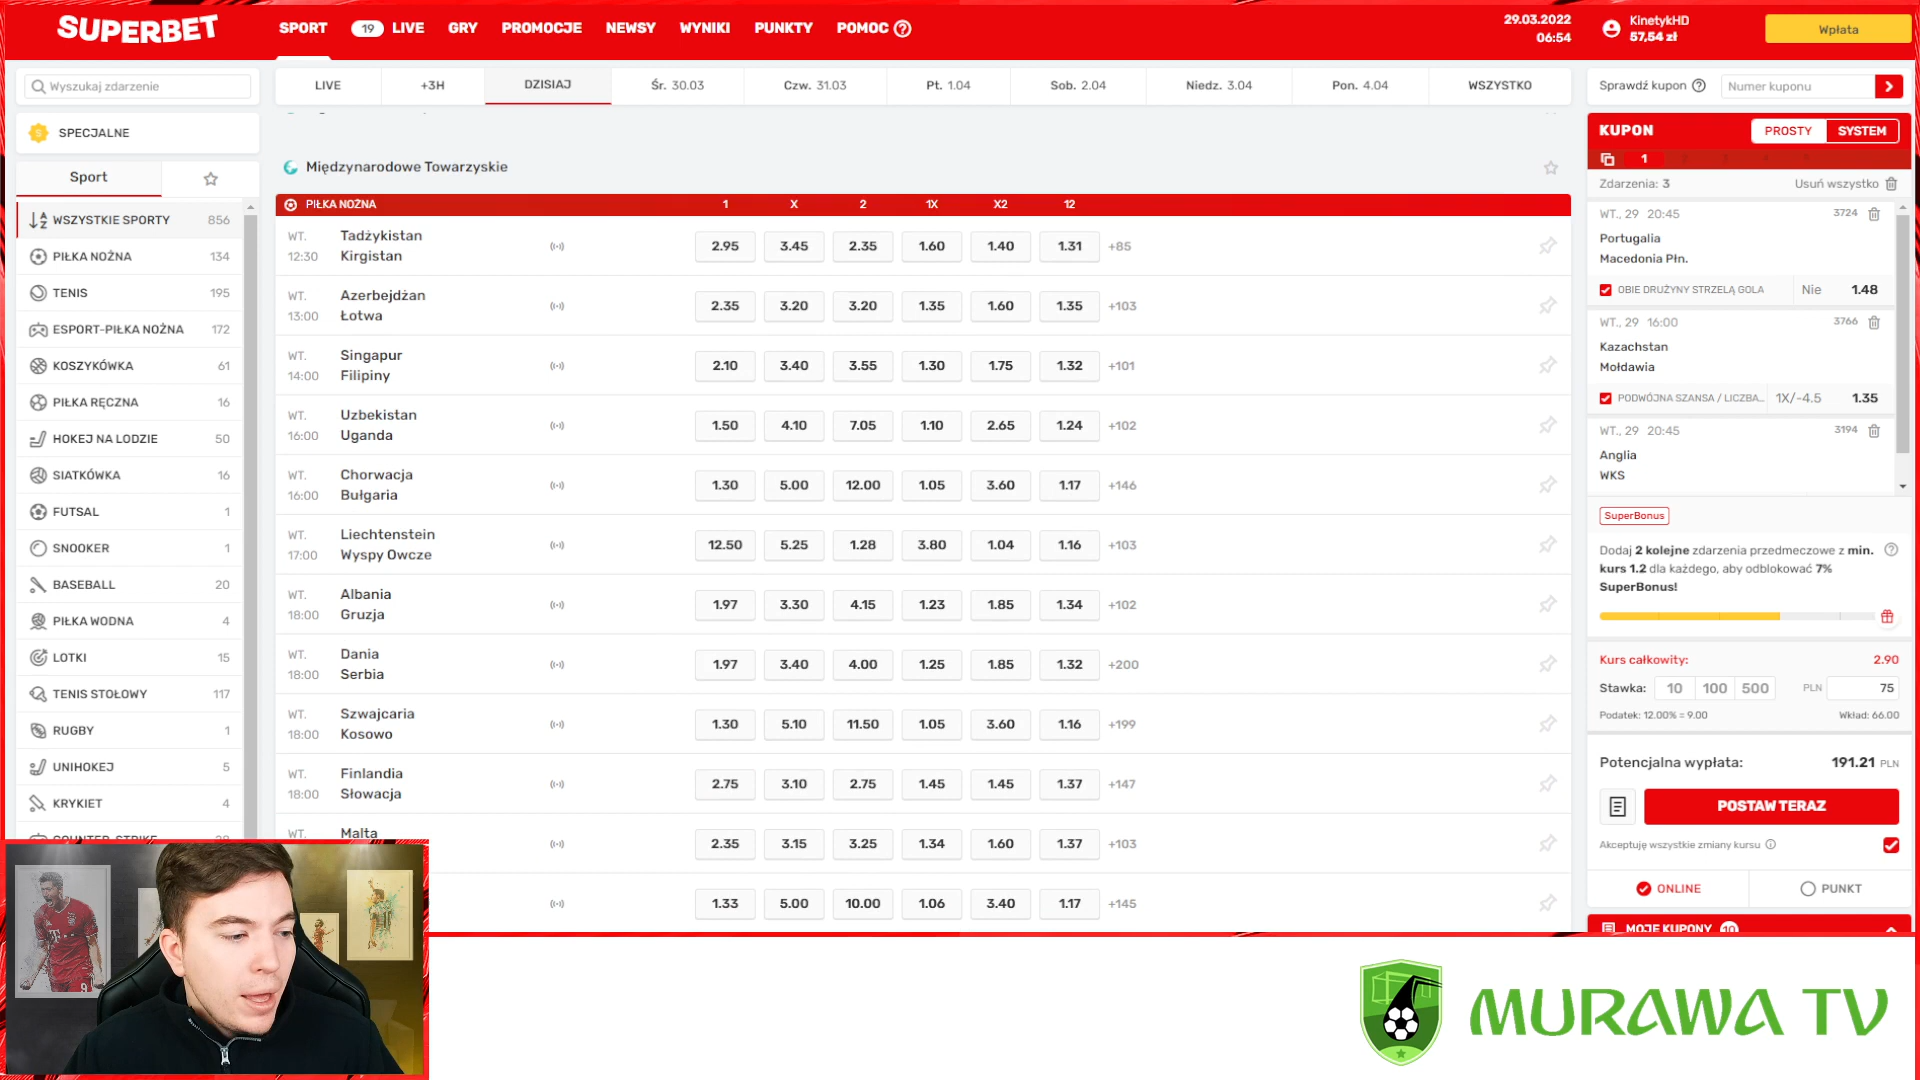 SUPERBET
SPORT
19 LIVE
GRY
PROMOCJE
NEWSY
WYNIKI
PUNKTY
POMOC
29.03.2022
06:54
KinetykHD
57,54 zł
Wpłata
Wyszukaj zdarzenie
LIVE
+3H
DZISIAJ
Śr. 30.03
Czw. 31.03
Pt. 1.04
Sob. 2.04
Niedz. 3.04
Pon. 4.04
WSZYSTKO
Sprawdź kupon
Numer kuponu
SPECJALNE
Sport
WSZYSTKIE SPORTY 856
PIŁKA NOŻNA 134
TENIS 195
ESPORT-PIŁKA NOŻNA 172
KOSZYKÓWKA 61
PIŁKA RĘCZNA 16
HOKEJ NA LODZIE 50
SIATKÓWKA 16
FUTSAL 1
SNOOKER 1
BASEBALL 20
PIŁKA WODNA 4
LOTKI 15
TENIS STOŁOWY 117
RUGBY 1
UNIHOKEJ 5
KRYKIET 4
COUNTER-STRIKE
Międzynarodowe Towarzyskie
PIŁKA NOŻNA 1 X 2 1X X2 12
WT. Tadżykistan
12:30 Kirgistan
2.95 3.45 2.35 1.60 1.40 1.31 +85
WT. Azerbejdżan
13:00 Łotwa
2.35 3.20 3.20 1.35 1.60 1.35 +103
WT. Singapur
14:00 Filipiny
2.10 3.40 3.55 1.30 1.75 1.32 +101
WT. Uzbekistan
16:00 Uganda
1.50 4.10 7.05 1.10 2.65 1.24 +102
WT. Chorwacja
16:00 Bułgaria
1.30 5.00 12.00 1.05 3.60 1.17 +146
WT. Liechtenstein
17:00 Wyspy Owcze
12.50 5.25 1.28 3.80 1.04 1.16 +103
WT. Albania
18:00 Gruzja
1.97 3.30 4.15 1.23 1.85 1.34 +102
WT. Dania
18:00 Serbia
1.97 3.40 4.00 1.25 1.85 1.32 +200
WT. Szwajcaria
18:00 Kosowo
1.30 5.10 11.50 1.05 3.60 1.16 +199
WT. Finlandia
18:00 Słowacja
2.75 3.10 2.75 1.45 1.45 1.37 +147
WT. Malta
2.35 3.15 3.25 1.34 1.60 1.37 +103
1.33 5.00 10.00 1.06 3.40 1.17 +145
KUPON
PROSTY SYSTEM
1
Zdarzenia: 3 Usuń wszystko
WT., 29 20:45 3724
Portugalia
Macedonia Płn.
OBIE DRUŻYNY STRZELĄ GOLA Nie 1.48
WT., 29 16:00 3766
Kazachstan
Mołdawia
PODWÓJNA SZANSA / LICZBA... 1X/-4.5 1.35
WT., 29 20:45 3194
Anglia
WKS
SuperBonus
Dodaj 2 kolejne zdarzenia przedmeczowe z min.
kurs 1.2 dla każdego, aby odblokować 7%
SuperBonus!
Kurs całkowity: 2.90
Stawka: 10 100 500 PLN 75
Podatek: 12.00% = 9.00 Wkład: 66.00
Potencjalna wypłata: 191.21 PLN
POSTAW TERAZ
Akceptuję wszystkie zmiany kursu
ONLINE
PUNKT
MOJE KUPONY 10
9
MURAWA TV